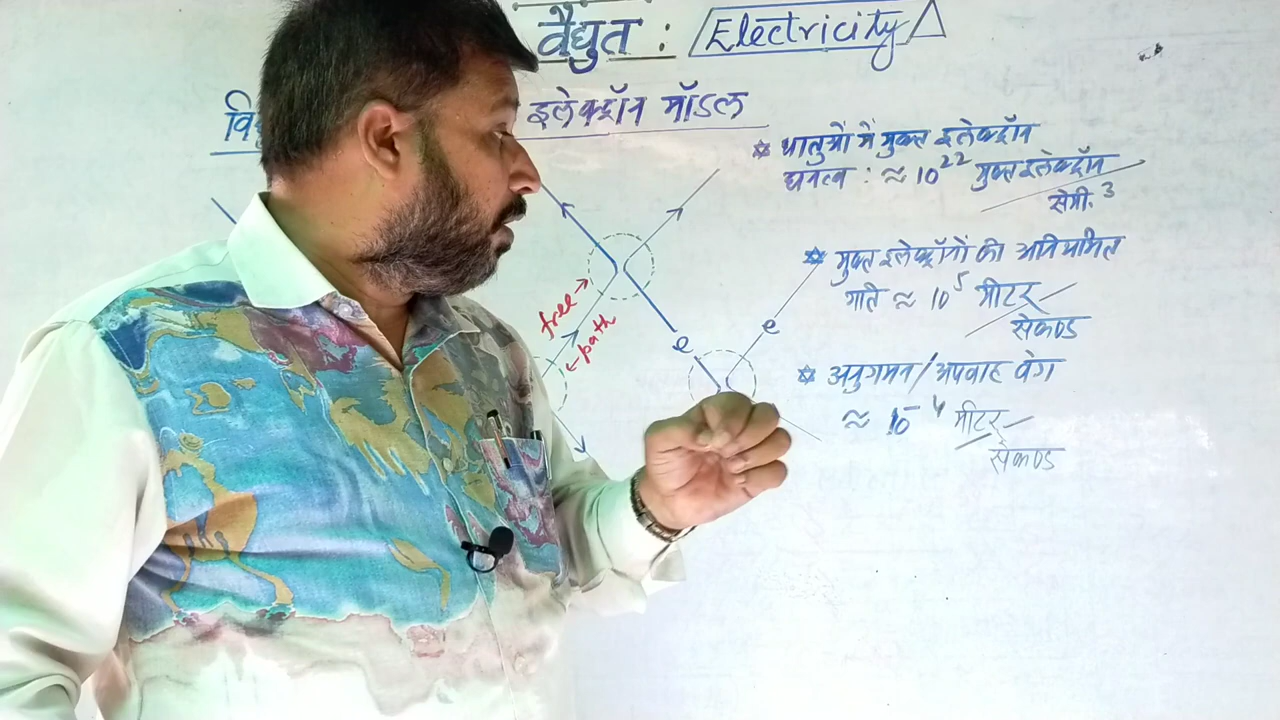 वैद्युत : Electricity
इलेक्ट्रॉन मॉडल
☆ धातुओं में मुक्त इलेक्ट्रॉन
घनत्व : ≈ 10²² मुक्त इलेक्ट्रॉन
सेमी.³
☆ मुक्त इलेक्ट्रॉनों की अनियमित
गति ≈ 10⁵ मीटर/
सेकण्ड
☆ अनुगमन/अपवाह वेग
≈ 10⁻⁴ मीटर/
सेकण्ड
free →
← path
e
e